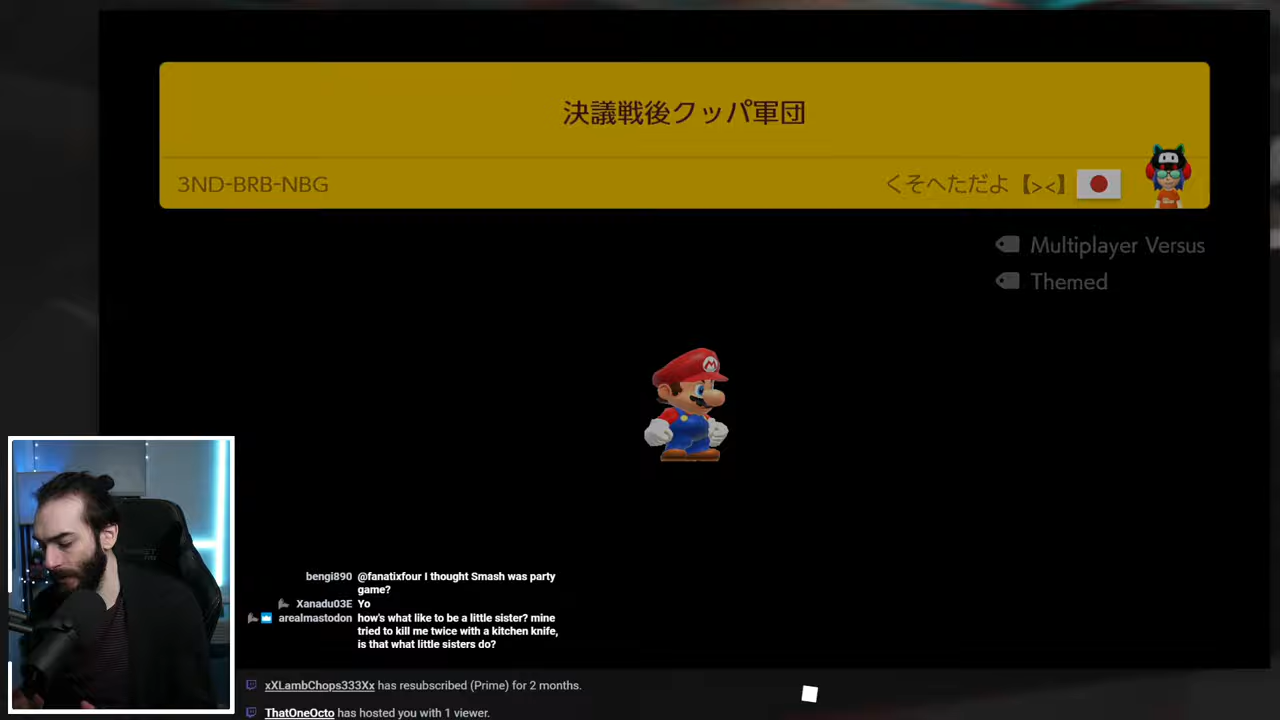 決議戦後クッパ軍団
3ND-BRB-NBG
くそへただよ【><】
Multiplayer Versus
Themed
bengi890 @fanatixfour I thought Smash was party
game?
Xanadu03E Yo
arealmastodon how's what like to be a little sister? mine
tried to kill me twice with a kitchen knife,
is that what little sisters do?
xXLambChops333Xx has resubscribed (Prime) for 2 months.
ThatOneOcto has hosted you with 1 viewer.